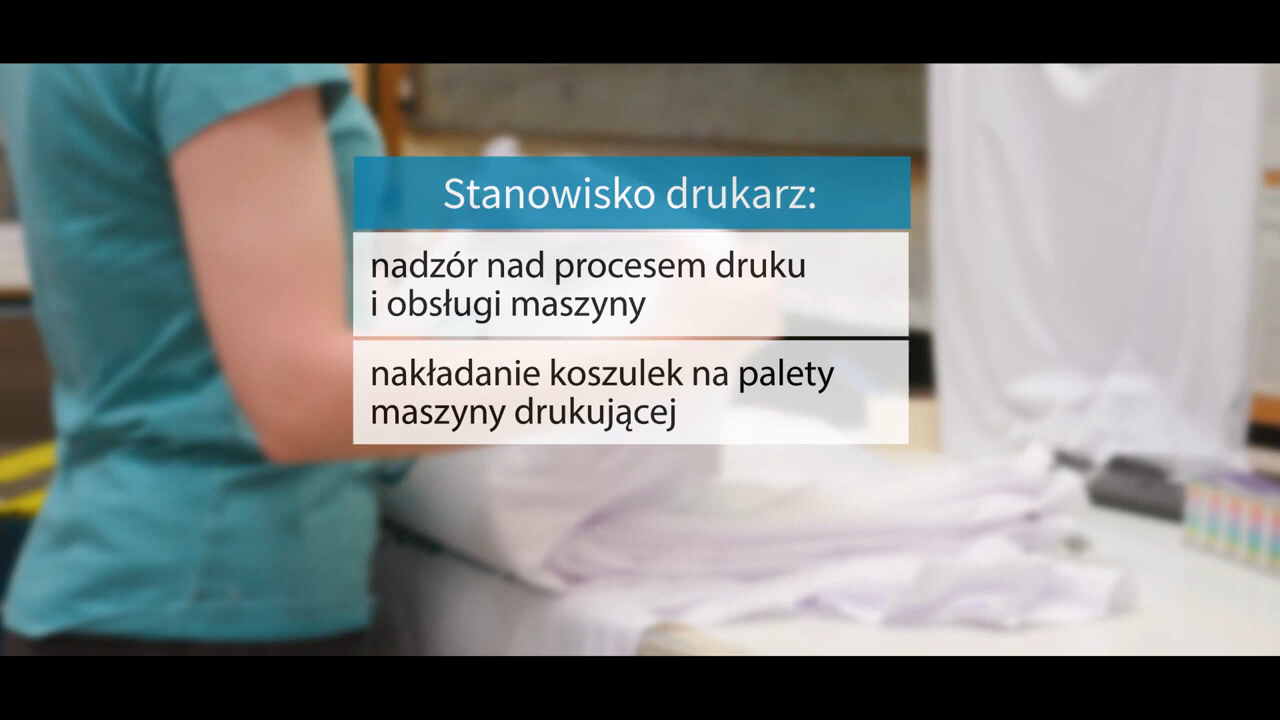 Stanowisko drukarz:
nadzór nad procesem druku
i obsługi maszyny
nakładanie koszulek na palety
maszyny drukującej